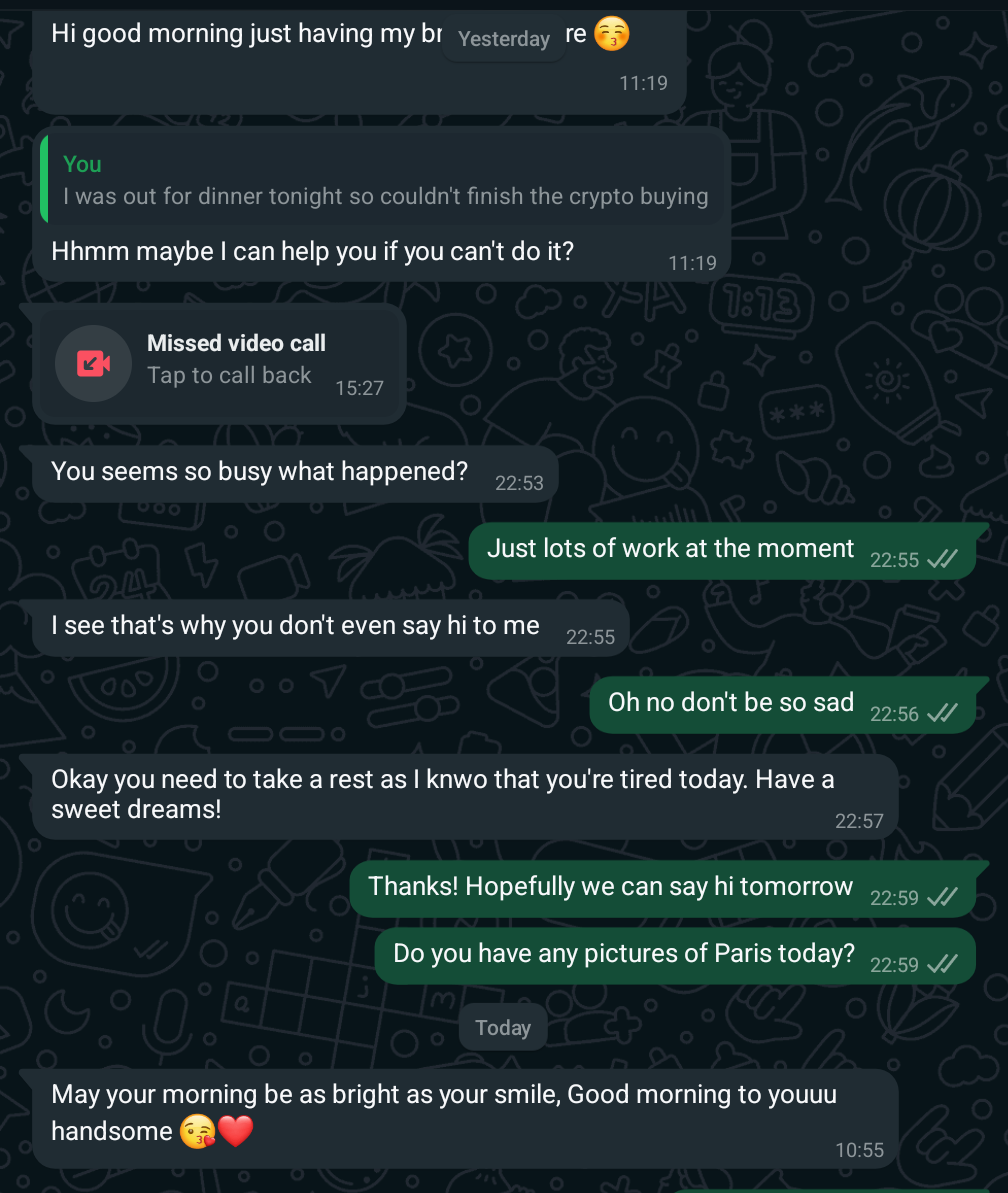 Hi good morning just having my br
Yesterday
re 😚
11:19
You
I was out for dinner tonight so couldn't finish the crypto buying
Hhmm maybe I can help you if you can't do it?
11:19
Missed video call
Tap to call back
15:27
You seems so busy what happened?
22:53
Just lots of work at the moment
22:55
I see that's why you don't even say hi to me
22:55
Oh no don't be so sad
22:56
Okay you need to take a rest as I knwo that you're tired today. Have a
sweet dreams!
22:57
Thanks! Hopefully we can say hi tomorrow
22:59
Do you have any pictures of Paris today?
22:59
Today
May your morning be as bright as your smile, Good morning to youuu
handsome 😘❤️
10:55